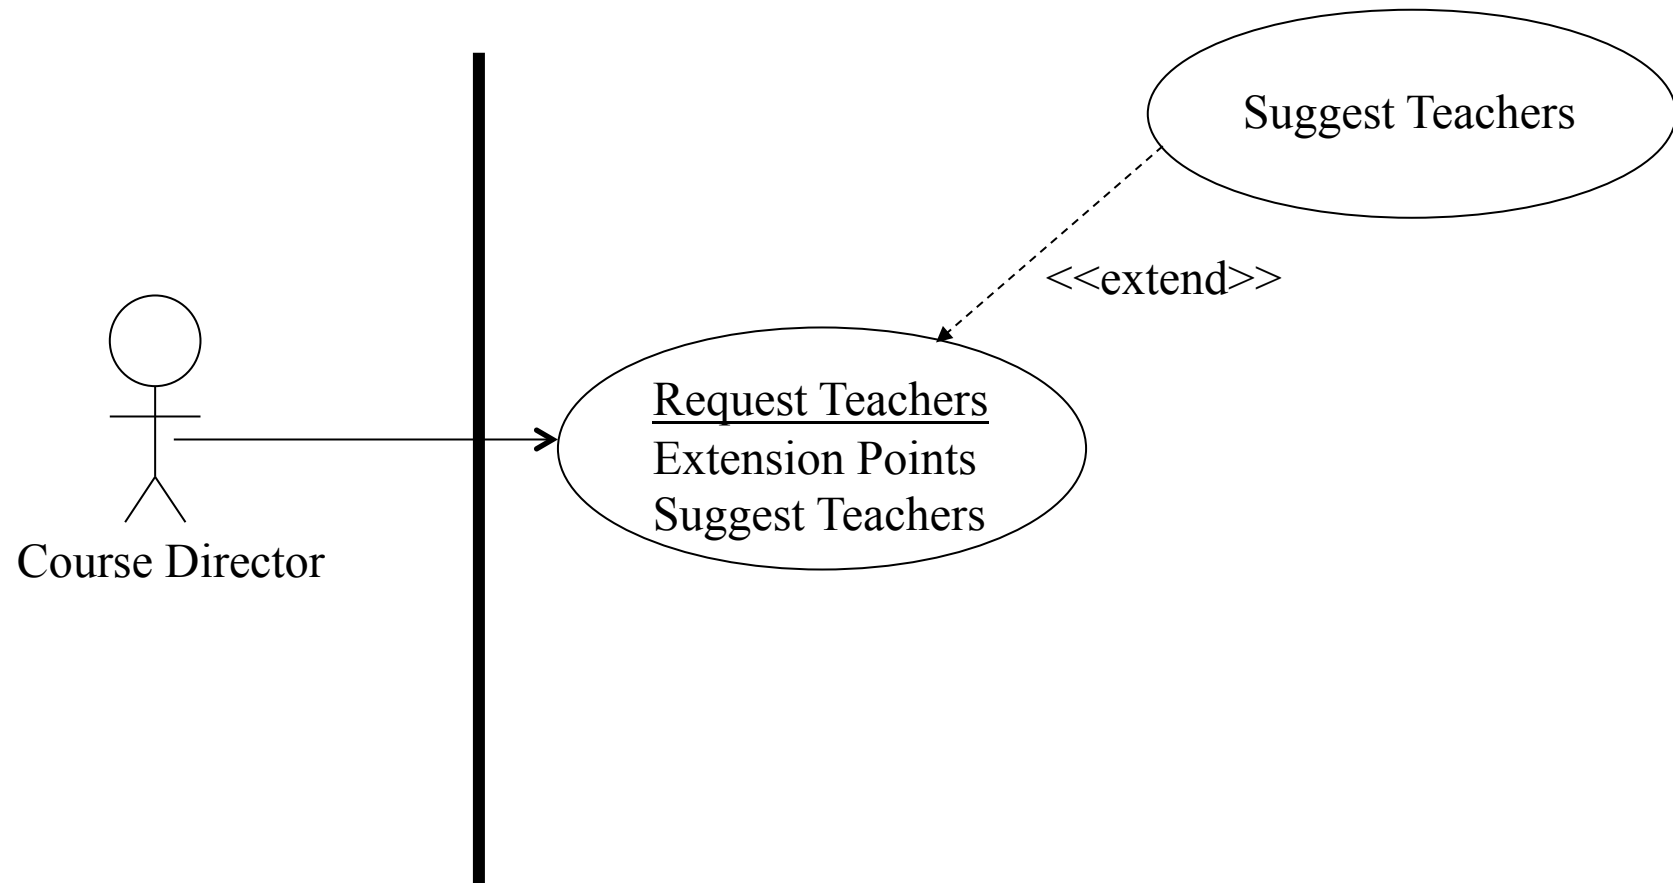 Suggest Teachers
<<extend>>
Request Teachers
Extension Points
Suggest Teachers
Course Director